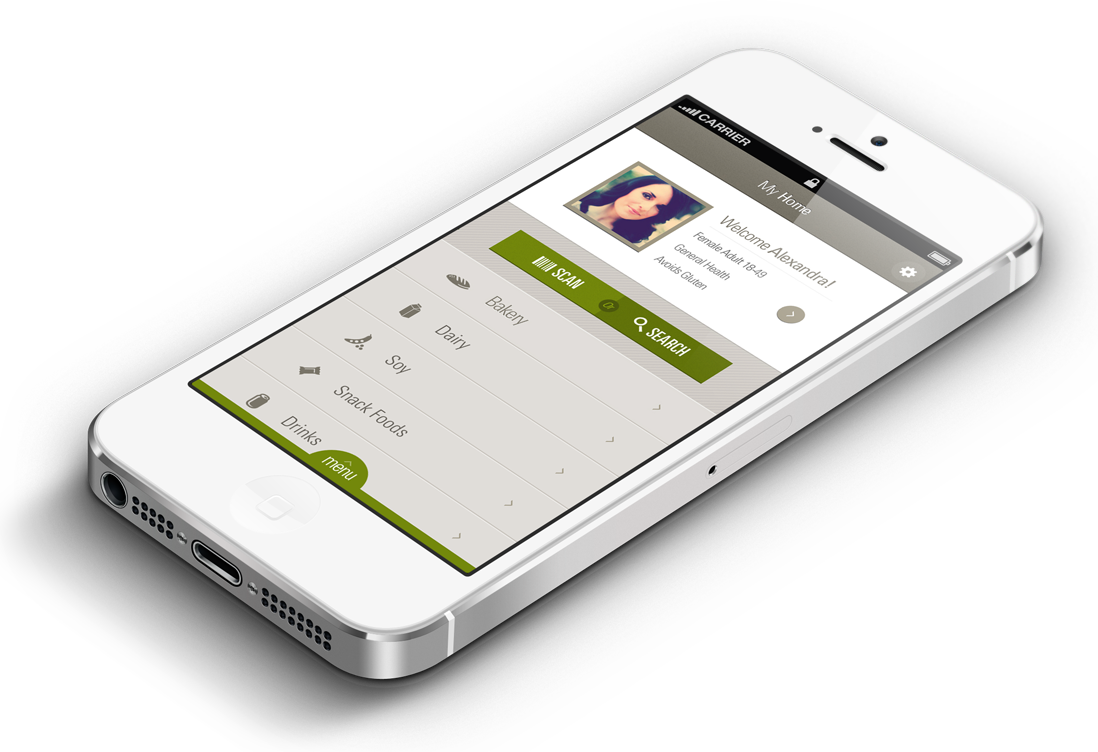 CARRIER
My Home
Welcome Alexandra!
Female Adult 18-49
General Health
Avoids Gluten
SCAN
Or
SEARCH
Bakery
Dairy
Soy
Snack Foods
Drinks
menu